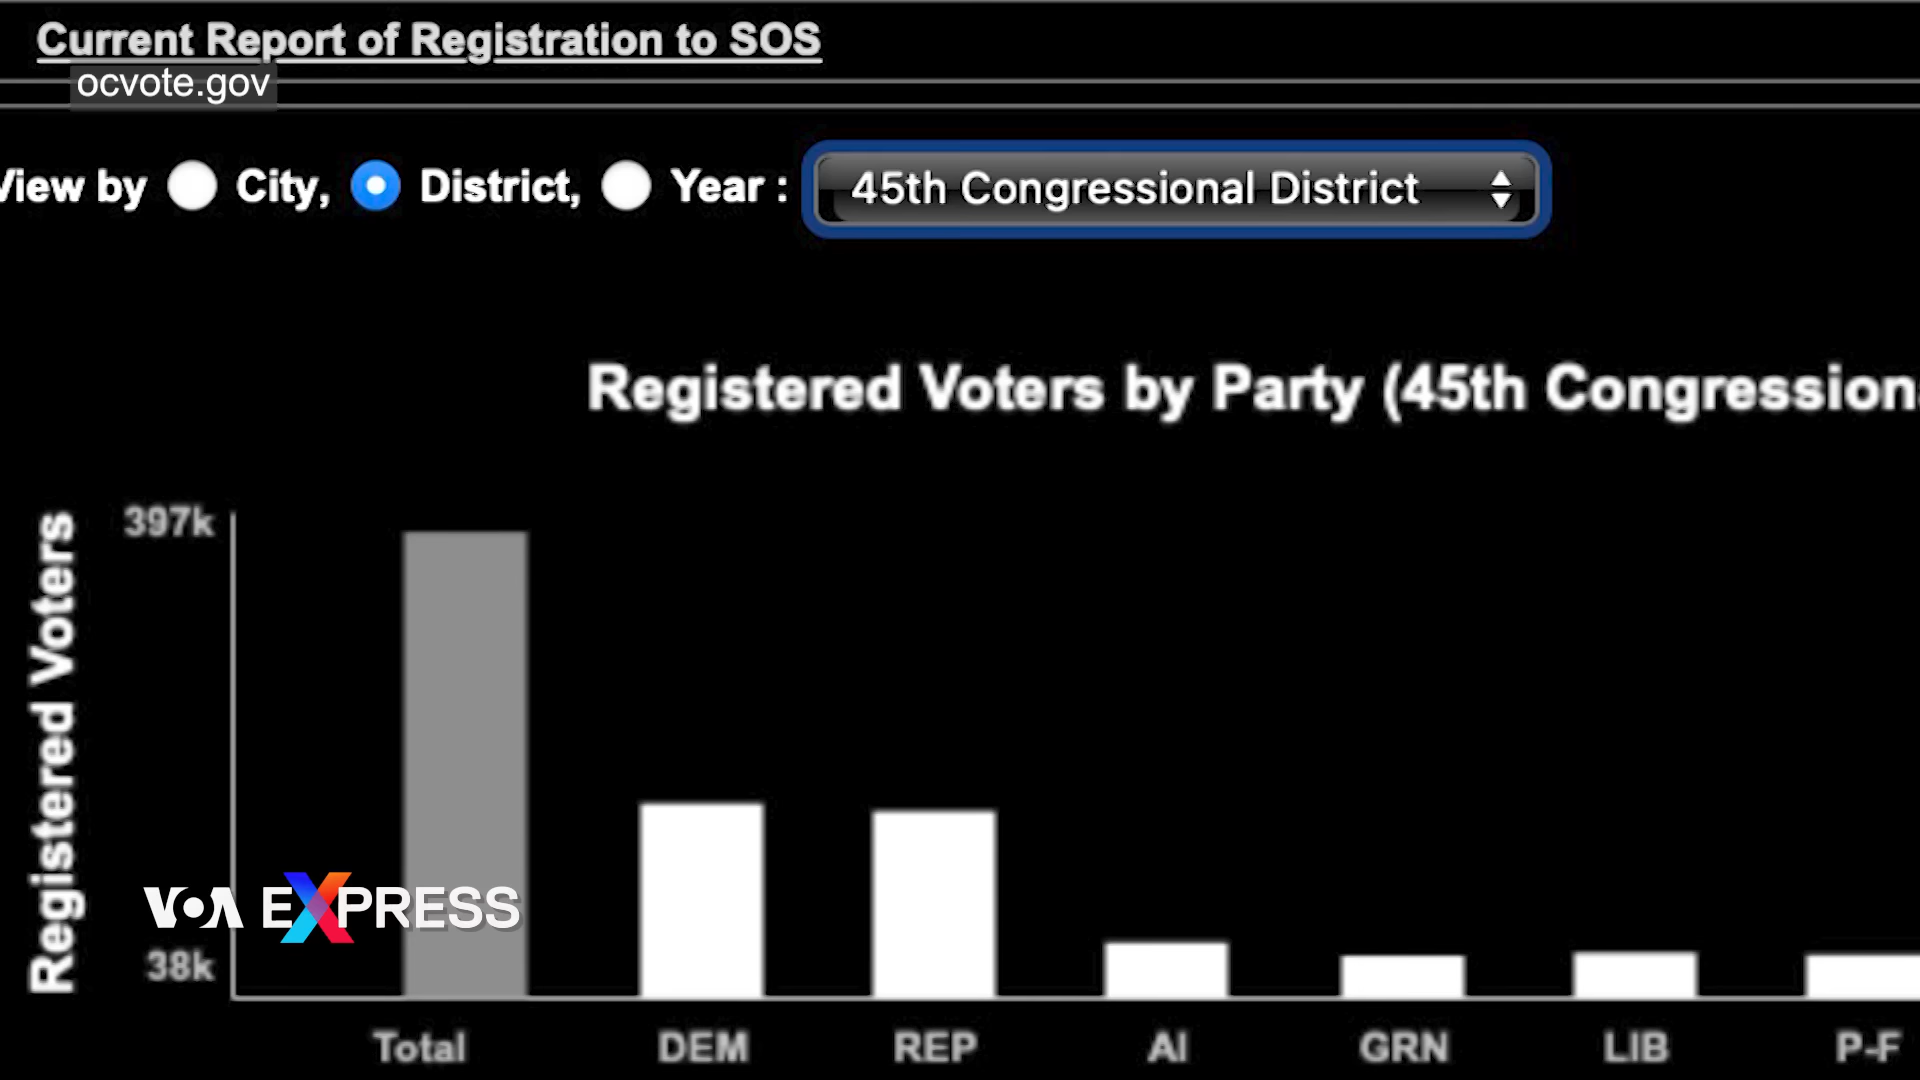 Current Report of Registration to SOS
ocvote.gov
View by City, District, Year :
45th Congressional District
Registered Voters by Party (45th
Registered Voters
397k
38k
VOA EXPRESS
Total DEM REP AI GRN LIB P-F